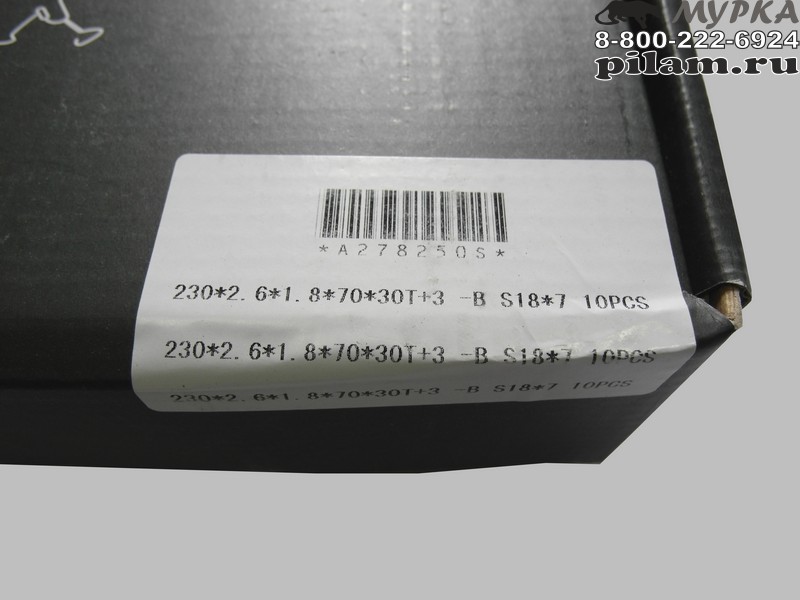 МУРКА
8-800-222-6924
pilam.ru
*A278250S*
230*2.6*1.8*70*30T+3 -B S18*7 10PCS
230*2.6*1.8*70*30T+3 -B S18*7 10PCS
230*2.6*1.8*70*30T+3 -B S18*7 10PCS